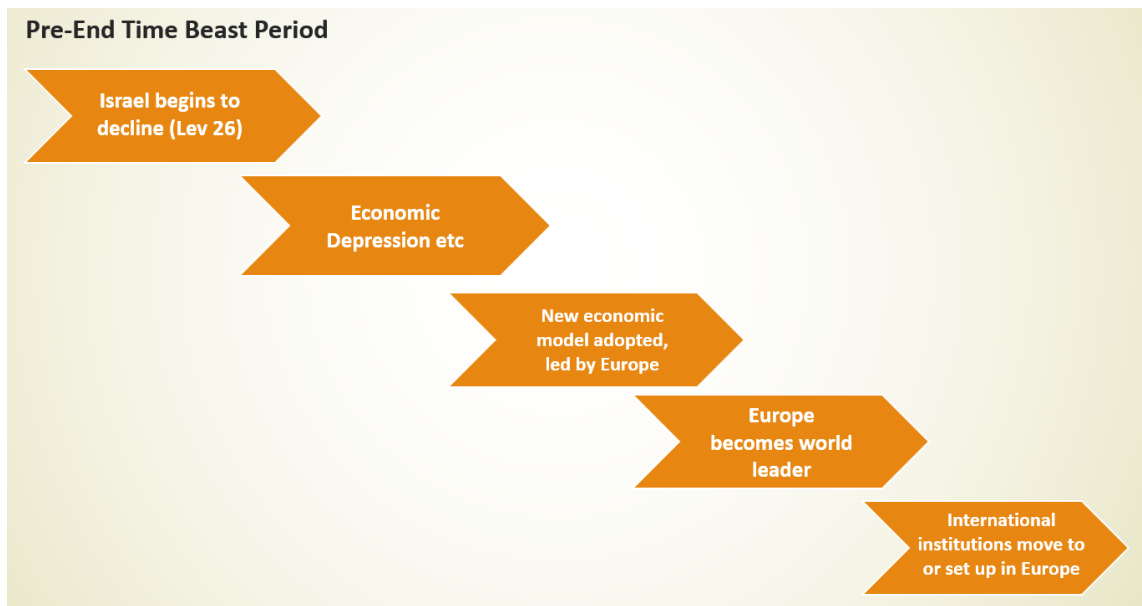 Pre-End Time Beast Period
Israel begins to
decline (Lev 26)
Economic
Depression etc
New economic
model adopted,
led by Europe
Europe
becomes world
leader
International
institutions move to
or set up in Europe